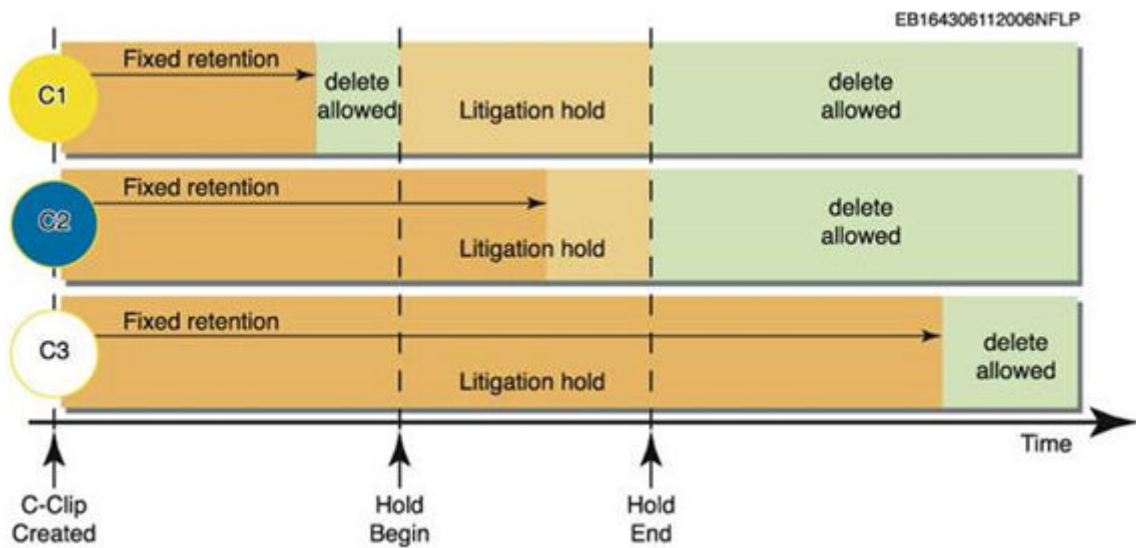 EB164306112006NFLP
C1
Fixed retention
delete
allowed
Litigation hold
delete
allowed
C2
Fixed retention
Litigation hold
delete
allowed
C3
Fixed retention
Litigation hold
delete
allowed
Time
C-Clip
Created
Hold
Begin
Hold
End